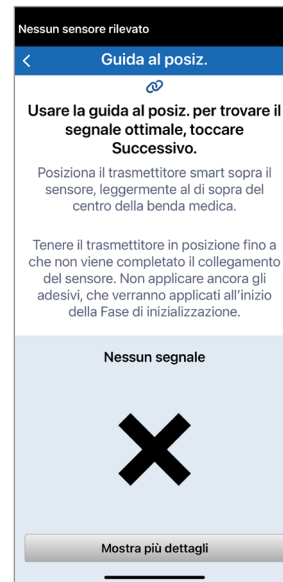 Nessun sensore rilevato
Guida al posiz.
Usare la guida al posiz. per trovare il
segnale ottimale, toccare
Successivo.
Posiziona il trasmettitore smart sopra il
sensore, leggermente al di sopra del
centro della benda medica.
Tenere il trasmettitore in posizione fino a
che non viene completato il collegamento
del sensore. Non applicare ancora gli
adesivi, che verranno applicati all'inizio
della Fase di inizializzazione.
Nessun segnale
Mostra più dettagli